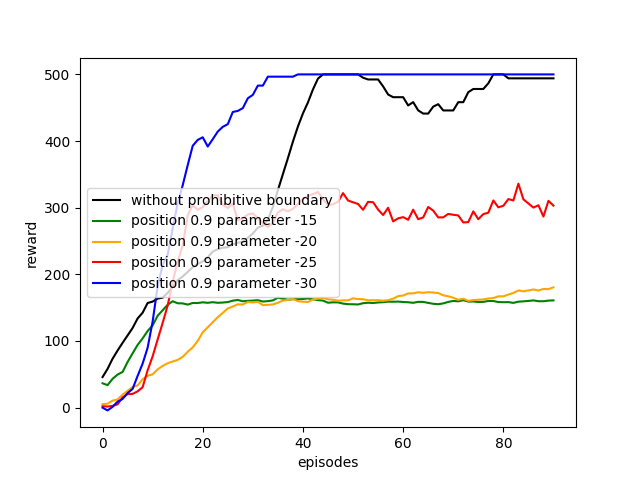 500
400
300
200
100
0
reward
without prohibitive boundary
position 0.9 parameter -15
position 0.9 parameter -20
position 0.9 parameter -25
position 0.9 parameter -30
0 20 40 60 80
episodes